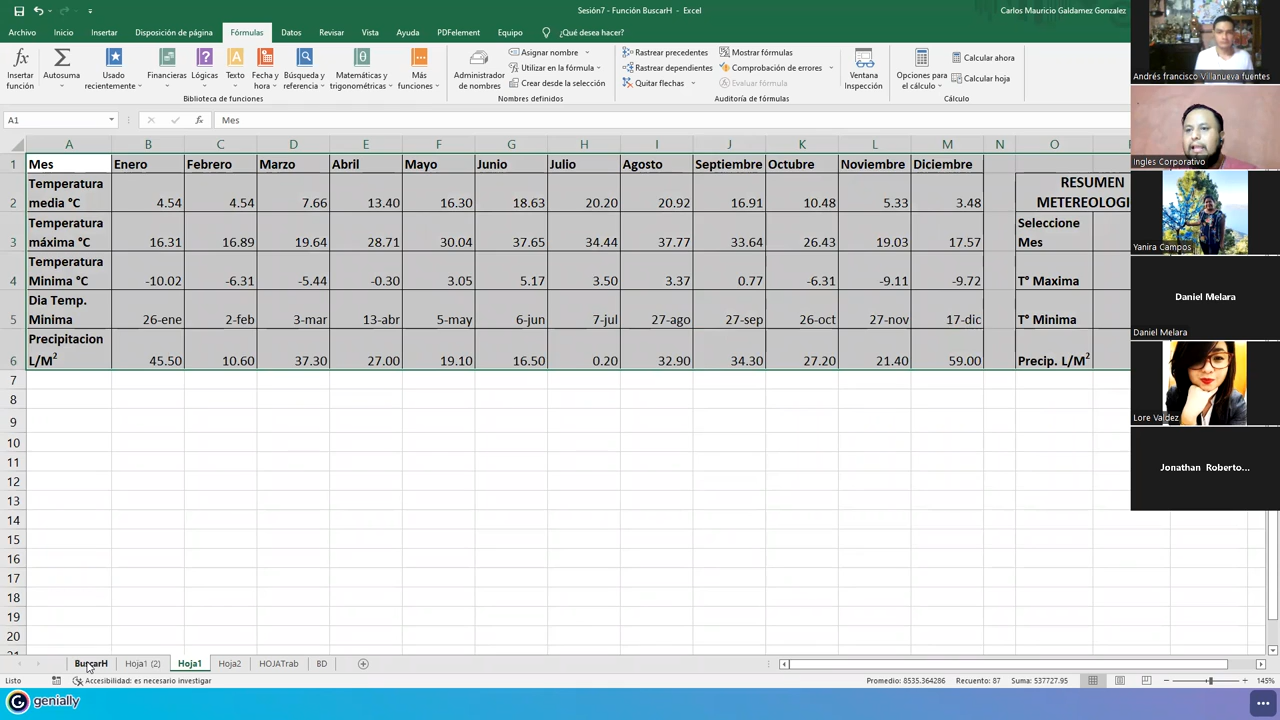 Sesión7 - Función BuscarH - Excel
Carlos Mauricio Galdamez Gonzalez
Archivo Inicio Insertar Disposición de página Fórmulas Datos Revisar Vista Ayuda PDFelement Equipo ¿Qué desea hacer?
Insertar función
Autosuma
Usado recientemente
Financieras
Lógicas
Texto
Fecha y hora
Búsqueda y referencia
Matemáticas y trigonométricas
Más funciones
Biblioteca de funciones
Administrador de nombres
Asignar nombre
Utilizar en la fórmula
Crear desde la selección
Nombres definidos
Rastrear precedentes
Rastrear dependientes
Quitar flechas
Mostrar fórmulas
Comprobación de errores
Evaluar fórmula
Auditoría de fórmulas
Ventana Inspección
Opciones para el cálculo
Calcular ahora
Calcular hoja
Cálculo
A1
fx
Mes
A B C D E F G H I J K L M N O
1 Mes Enero Febrero Marzo Abril Mayo Junio Julio Agosto Septiembre Octubre Noviembre Diciembre
2 Temperatura media °C 4.54 4.54 7.66 13.40 16.30 18.63 20.20 20.92 16.91 10.48 5.33 3.48 RESUMEN METEREOLOGI
3 Temperatura máxima °C 16.31 16.89 19.64 28.71 30.04 37.65 34.44 37.77 33.64 26.43 19.03 17.57 Seleccione Mes
4 Temperatura Minima °C -10.02 -6.31 -5.44 -0.30 3.05 5.17 3.50 3.37 0.77 -6.31 -9.11 -9.72 T° Maxima
5 Dia Temp. Minima 26-ene 2-feb 3-mar 13-abr 5-may 6-jun 7-jul 27-ago 27-sep 26-oct 27-nov 17-dic T° Minima
6 Precipitacion L/M2 45.50 10.60 37.30 27.00 19.10 16.50 0.20 32.90 34.30 27.20 21.40 59.00 Precip. L/M2
7
8
9
10
11
12
13
14
15
16
17
18
19
20
BuscarH Hoja1 (2) Hoja1 Hoja2 HOJATrab BD
Listo
Accesibilidad: es necesario investigar
Promedio: 8535.364286 Recuento: 87 Suma: 537727.95
145%
genially
Andrés francisco Villanueva fuentes
Ingles Corporativo
Yanira Campos
Daniel Melara
Daniel Melara
Lore Valdez
Jonathan Roberto...